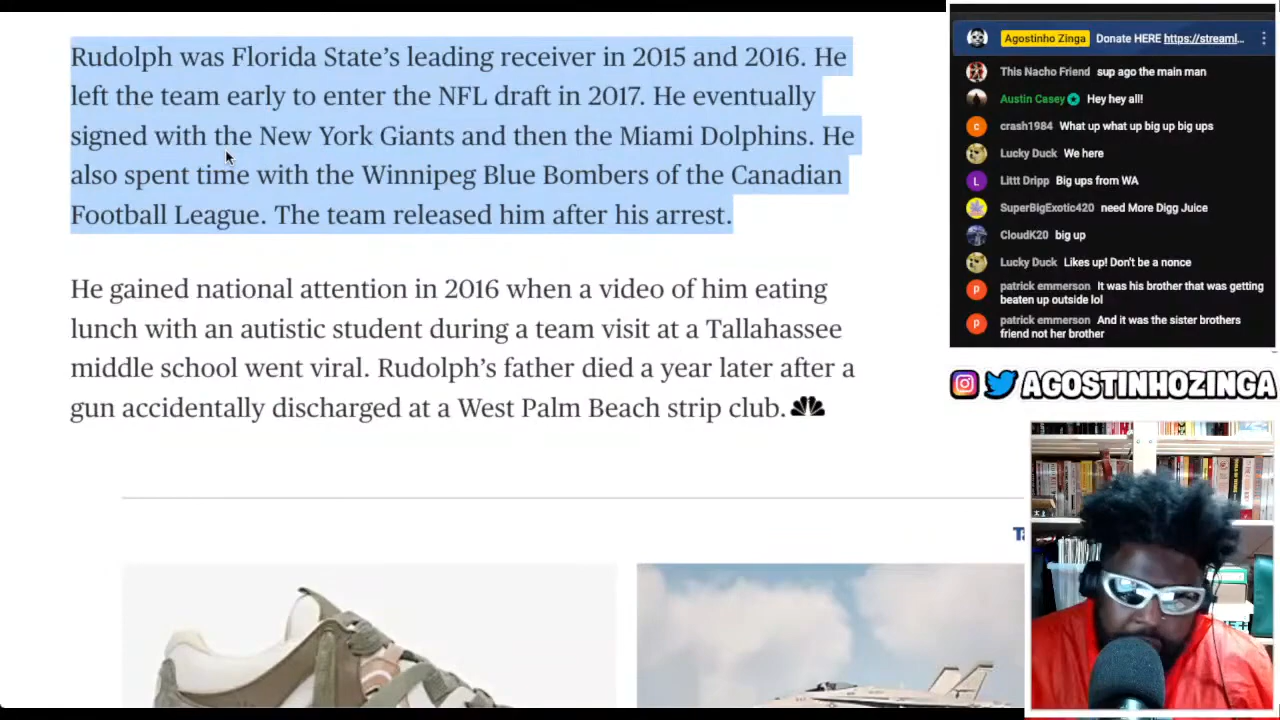 Rudolph was Florida State’s leading receiver in 2015 and 2016. He
left the team early to enter the NFL draft in 2017. He eventually
signed with the New York Giants and then the Miami Dolphins. He
also spent time with the Winnipeg Blue Bombers of the Canadian
Football League. The team released him after his arrest.
He gained national attention in 2016 when a video of him eating
lunch with an autistic student during a team visit at a Tallahassee
middle school went viral. Rudolph’s father died a year later after a
gun accidentally discharged at a West Palm Beach strip club.
Agostinho Zinga Donate HERE https://streaml...
This Nacho Friend sup ago the main man
Austin Casey Hey hey all!
c crash1984 What up what up big up big ups
Lucky Duck We here
L Littt Dripp Big ups from WA
SuperBigExotic420 need More Digg Juice
CloudK20 big up
Lucky Duck Likes up! Don't be a nonce
p patrick emmerson It was his brother that was getting
beaten up outside lol
p patrick emmerson And it was the sister brothers
friend not her brother
AGOSTINHOZINGA